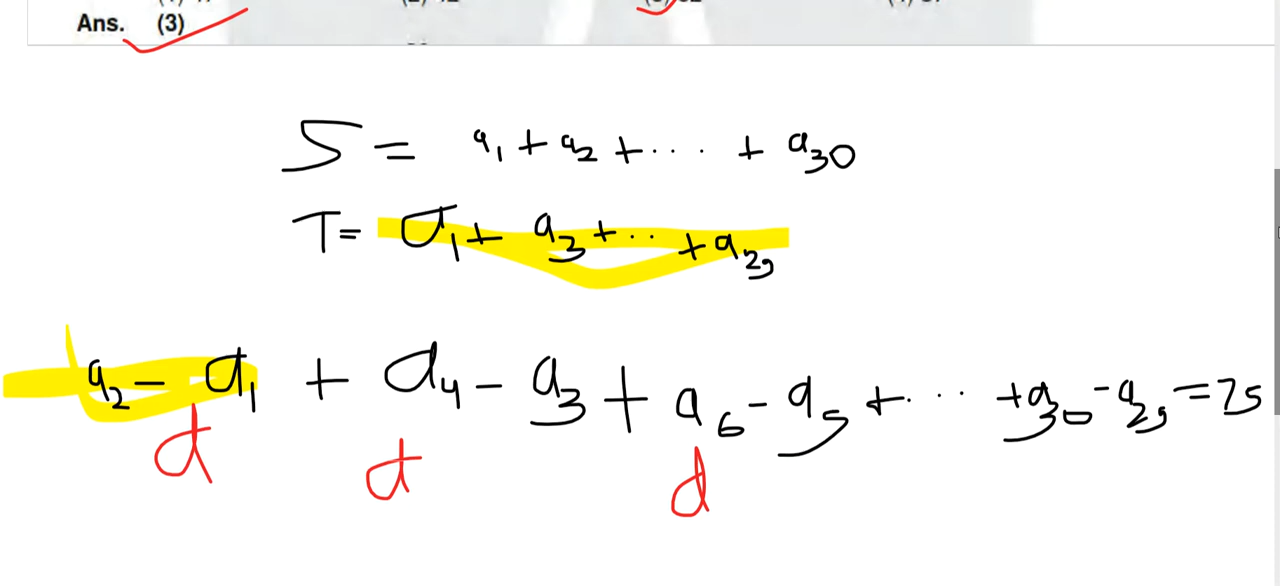 Ans. (3)
S = a₁ + a₂ + ... + a₃₀
T = a₁ + a₃ + .. + a₂₉
a₂ - a₁ + a₄ - a₃ + a₆ - a₅ + ... + a₃₀ - a₂₉ = 75
d d d